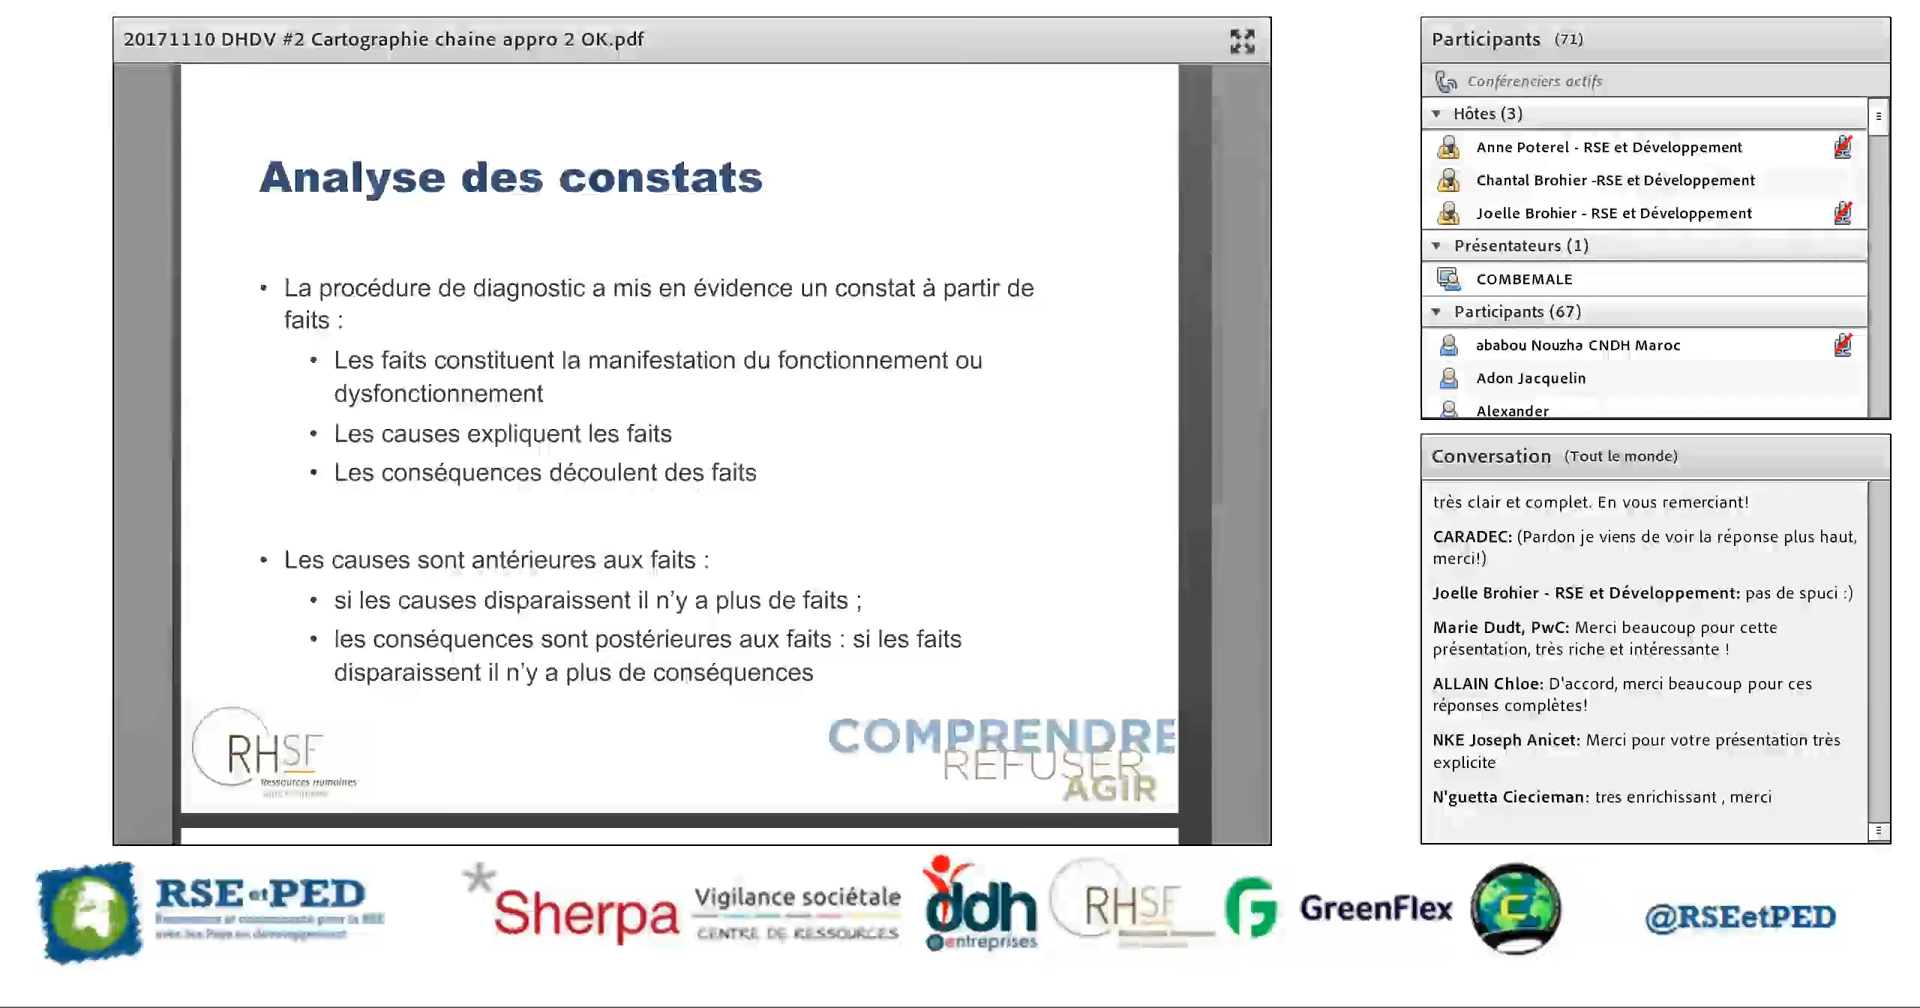 20171110 DHDV #2 Cartographie chaine appro 2 OK.pdf
Analyse des constats
• La procédure de diagnostic a mis en évidence un constat à partir de
faits :
• Les faits constituent la manifestation du fonctionnement ou
dysfonctionnement
• Les causes expliquent les faits
• Les conséquences découlent des faits
• Les causes sont antérieures aux faits :
• si les causes disparaissent il n'y a plus de faits ;
• les conséquences sont postérieures aux faits : si les faits
disparaissent il n'y a plus de conséquences
RHSF
Ressources Humaines
COMPRENDRE
REFUSER
AGIR
Participants (71)
Conférenciers actifs
Hôtes (3)
Anne Poterel - RSE et Développement
Chantal Brohier -RSE et Développement
Joelle Brohier - RSE et Développement
Présentateurs (1)
COMBEMALE
Participants (67)
ababou Nouzha CNDH Maroc
Adon Jacquelin
Alexander
Conversation (Tout le monde)
très clair et complet. En vous remerciant!
CARADEC: (Pardon je viens de voir la réponse plus haut,
merci!)
Joelle Brohier - RSE et Développement: pas de spuci :)
Marie Dudt, PwC: Merci beaucoup pour cette
présentation, très riche et intéressante !
ALLAIN Chloe: D'accord, merci beaucoup pour ces
réponses complètes!
NKE Joseph Anicet: Merci pour votre présentation très
explicite
N'guetta Ciecieman: tres enrichissant , merci
RSE et PED
avec les Pays en développement
Sherpa
Vigilance sociétale
CENTRE DE RESSOURCES
ddh
@entreprises
RHSF
GreenFlex
C
@RSEetPED